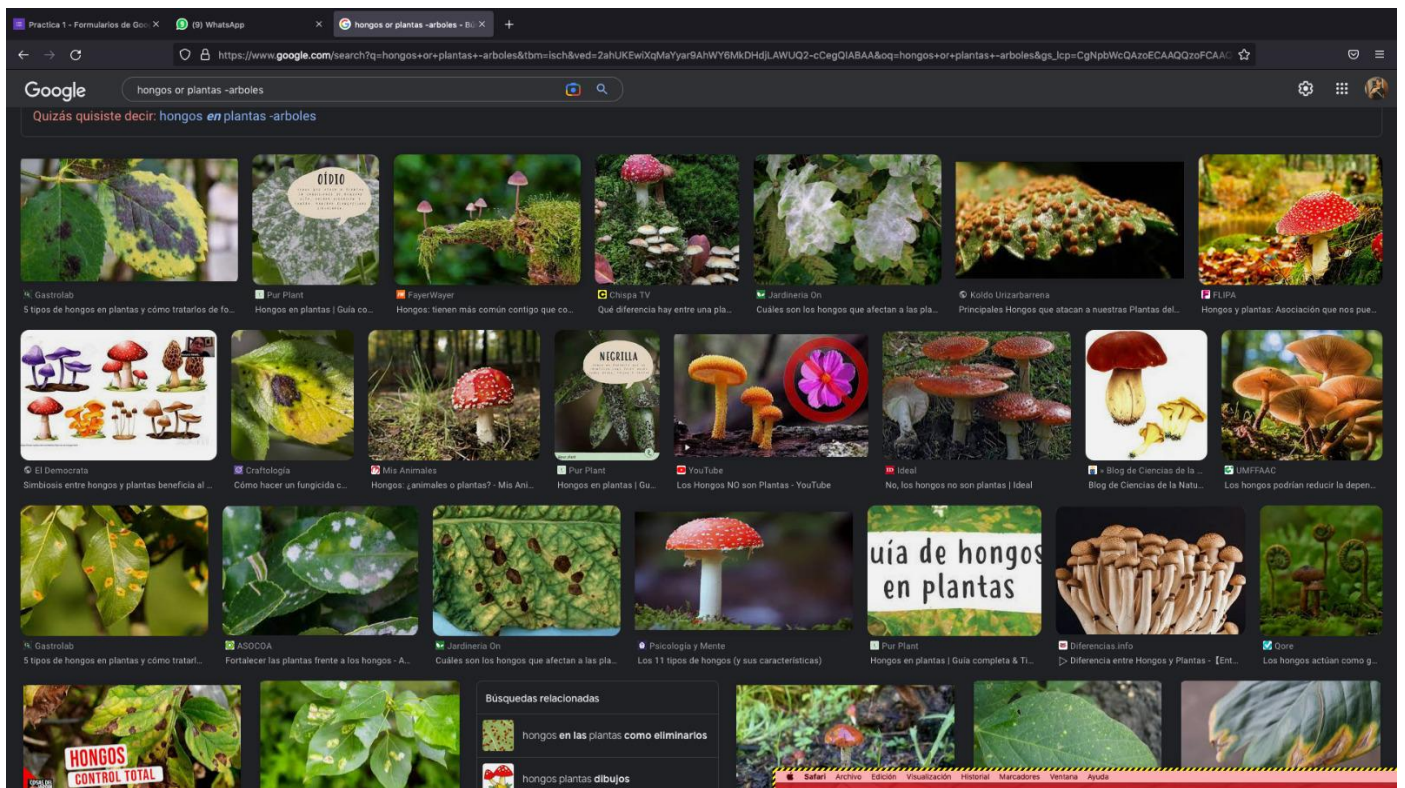 Practica 1 - Formularios de Goo
(9) WhatsApp
hongos or plantas -arboles - Bú
https://www.google.com/search?q=hongos+or+plantas+-arboles&tbm=isch&ved=2ahUKEwiXqMaYyar9AhWY6MkDHdjLAWUQ2-cCegQIABAA&oq=hongos+or+plantas+-arboles&gs_lcp=CgNpbWcQAzoECAAQQzoFCAAQ
Google
hongos or plantas -arboles
Quizás quisiste decir: hongos en plantas -arboles
OÍDIO
Gastrolab
Pur Plant
FayerWayer
Chispa TV
Jardineria On
Koldo Urizarbarrena
FLIPA
5 tipos de hongos en plantas y cómo tratarlos de fo...
Hongos en plantas | Guía co...
Hongos: tienen más común contigo que co...
Qué diferencia hay entre una pla...
Cuáles son los hongos que afectan a las pla...
Principales Hongos que atacan a nuestras Plantas del...
Hongos y plantas: Asociación que nos pue...
NEGRILLA
El Democrata
Craftología
Mis Animales
Pur Plant
YouTube
Ideal
» Blog de Ciencias de la ...
UMFFAAC
Simbiosis entre hongos y plantas beneficia al ...
Cómo hacer un fungicida c...
Hongos: ¿animales o plantas? - Mis Ani...
Hongos en plantas | Gu...
Los Hongos NO son Plantas - YouTube
No, los hongos no son plantas | Ideal
Blog de Ciencias de la Natu...
Los hongos podrían reducir la depen...
uía de hongos
en plantas
Gastrolab
ASOCOA
Jardineria On
Psicología y Mente
Pur Plant
Diferencias.info
Qore
5 tipos de hongos en plantas y cómo tratarl...
Fortalecer las plantas frente a los hongos - A...
Cuáles son los hongos que afectan a las pla...
Los 11 tipos de hongos (y sus características)
Hongos en plantas | Guía completa & Ti...
▷ Diferencia entre Hongos y Plantas -【Ent...
Los hongos actúan como g...
Búsquedas relacionadas
hongos en las plantas como eliminarlos
hongos plantas dibujos
HONGOS
CONTROL TOTAL
Safari Archivo Edición Visualización Historial Marcadores Ventana Ayuda